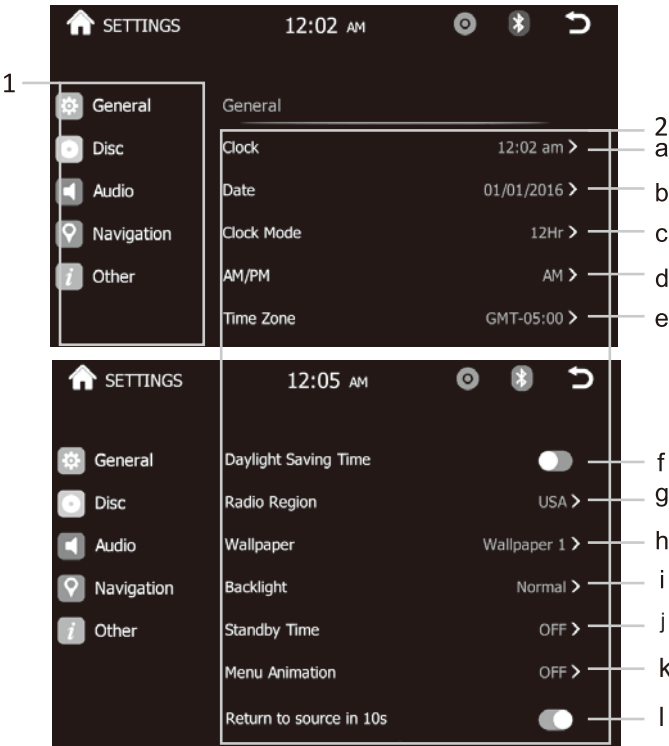 SETTINGS 12:02 AM
1
General
Disc
Audio
Navigation
Other
General
2
Clock 12:02 am > a
Date 01/01/2016 > b
Clock Mode 12Hr > c
AM/PM AM > d
Time Zone GMT-05:00 > e
SETTINGS 12:05 AM
General
Disc
Audio
Navigation
Other
Daylight Saving Time f
Radio Region USA > g
Wallpaper Wallpaper 1 > h
Backlight Normal > i
Standby Time OFF > j
Menu Animation OFF > k
Return to source in 10s l